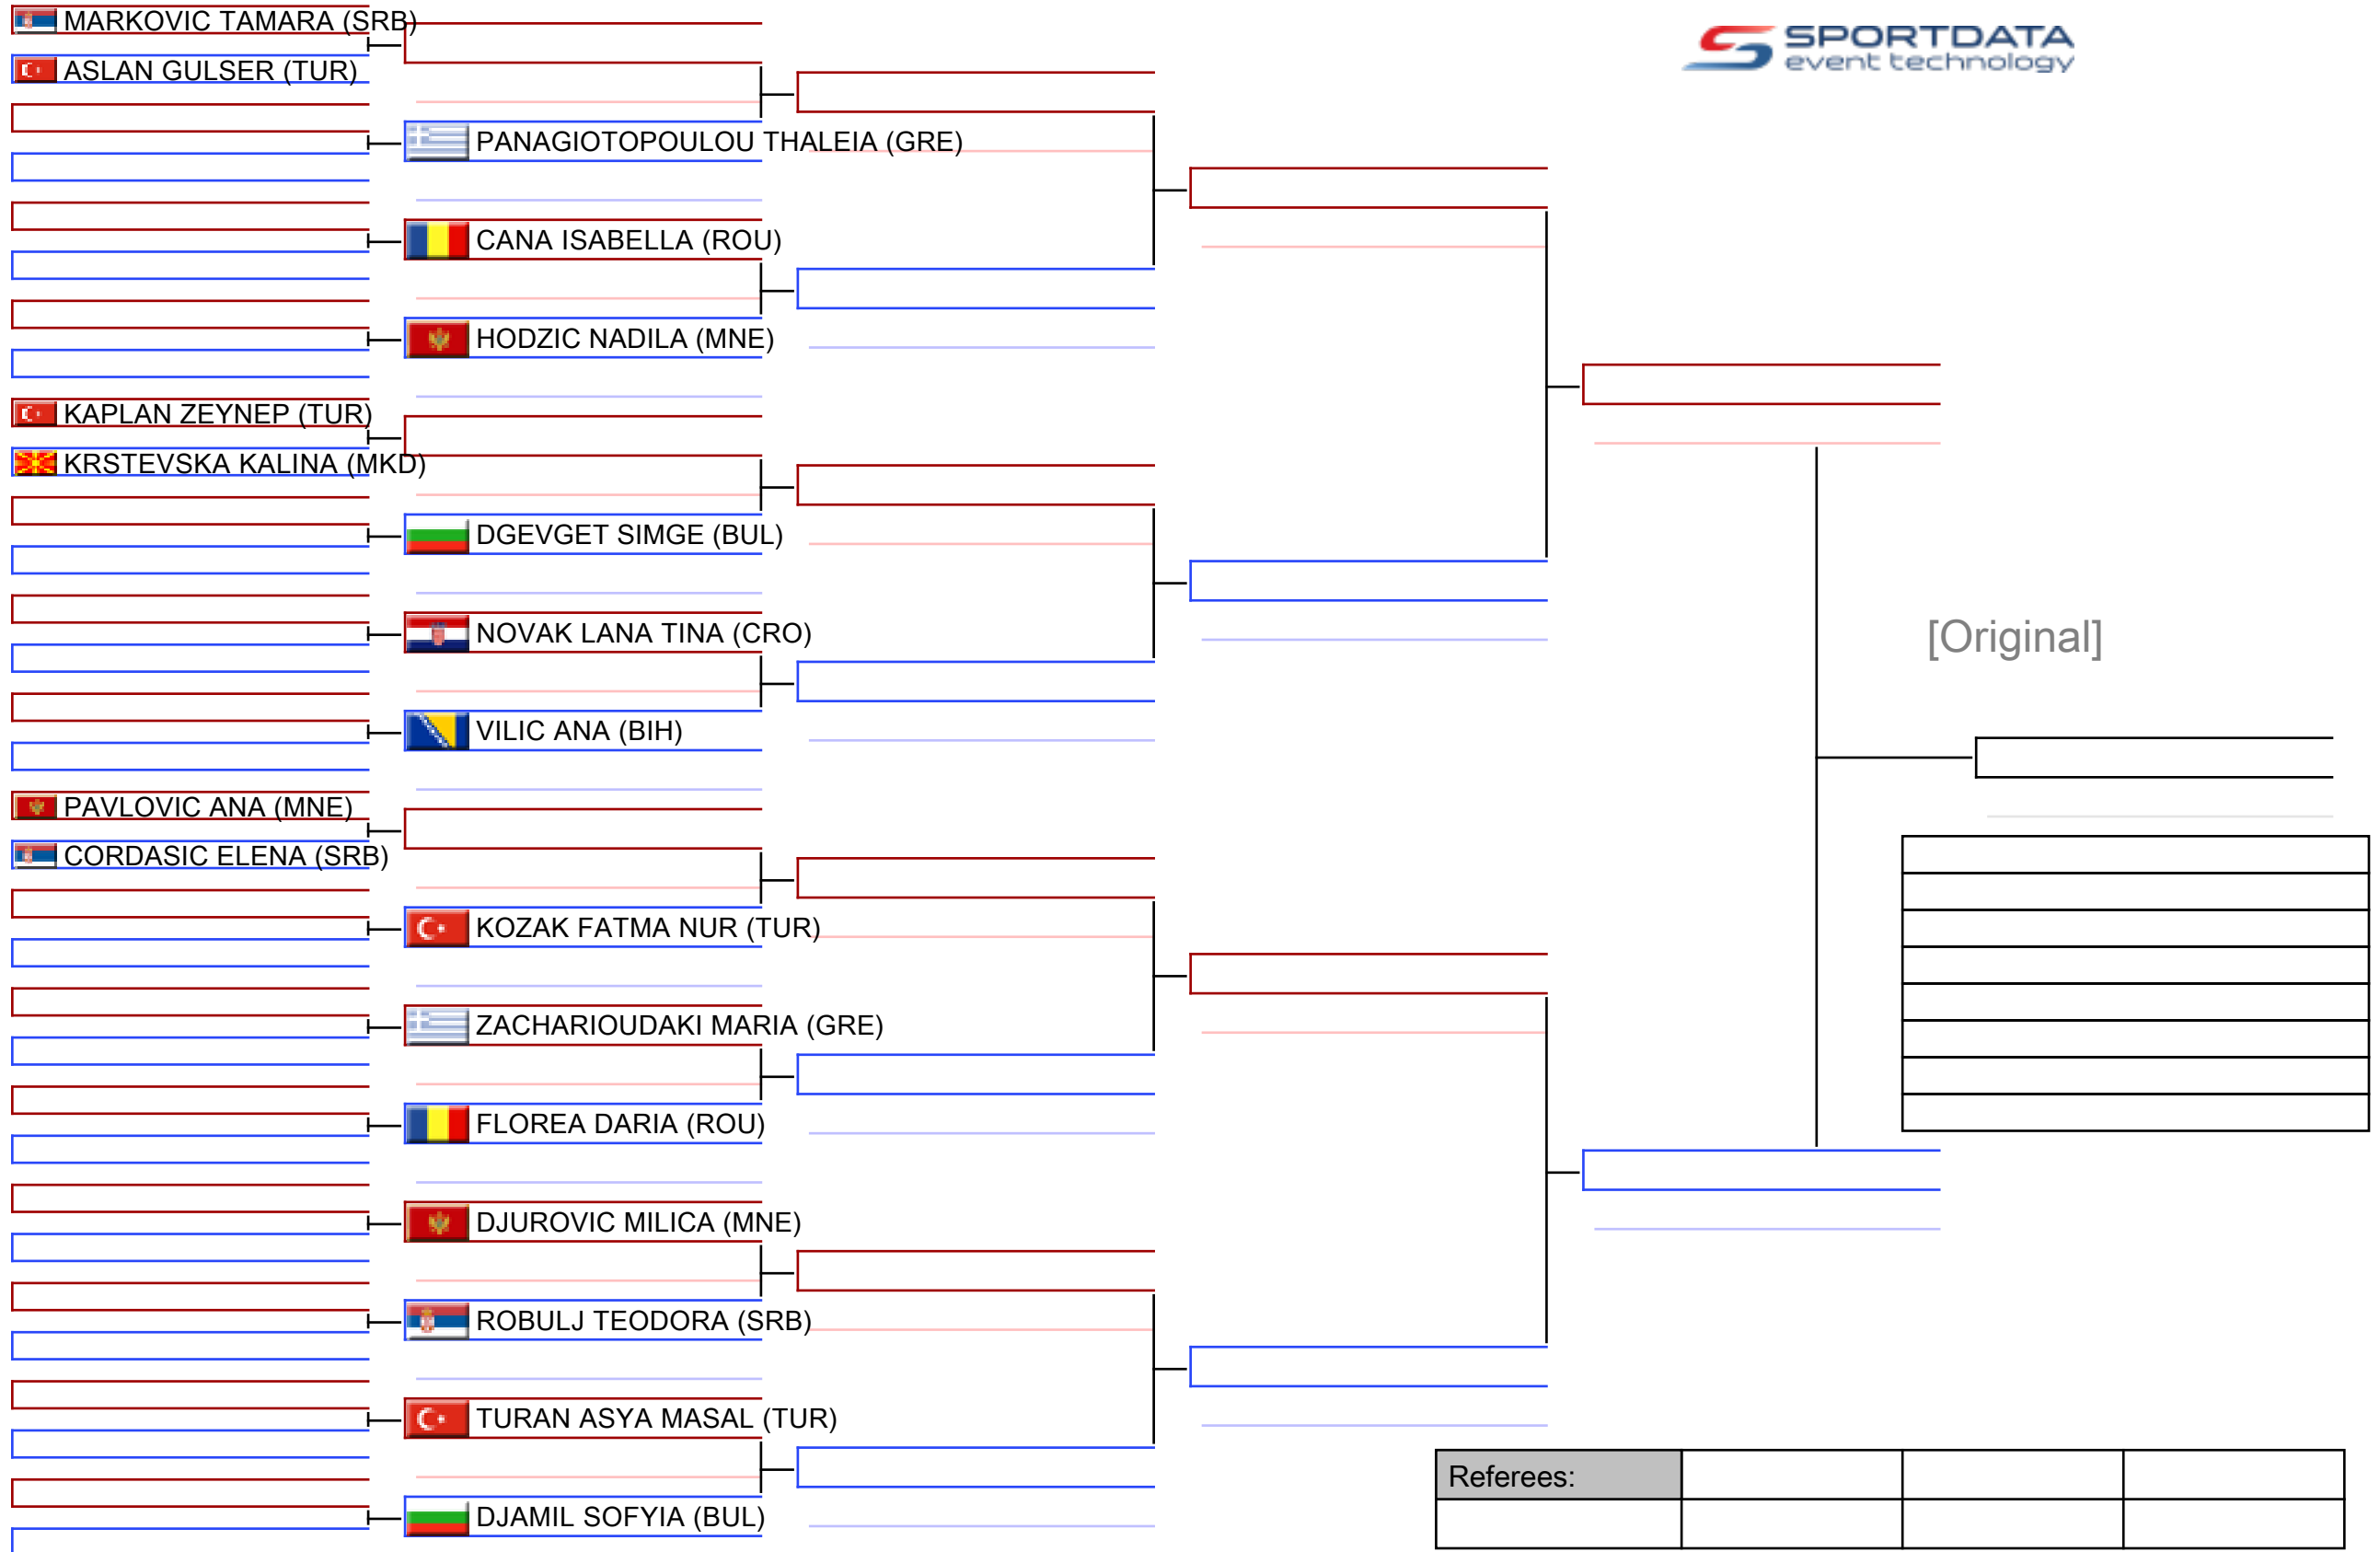 MARKOVIC TAMARA (SRB)
SPORTDATA
event technology
ASLAN GULSER (TUR)
PANAGIOTOPOULOU THALEIA (GRE)
CANA ISABELLA (ROU)
HODZIC NADILA (MNE)
KAPLAN ZEYNEP (TUR)
KRSTEVSKA KALINA (MKD)
DGEVGET SIMGE (BUL)
NOVAK LANA TINA (CRO)
[Original]
VILIC ANA (BIH)
PAVLOVIC ANA (MNE)
CORDASIC ELENA (SRB)
KOZAK FATMA NUR (TUR)
ZACHARIOUDAKI MARIA (GRE)
FLOREA DARIA (ROU)
DJUROVIC MILICA (MNE)
ROBULJ TEODORA (SRB)
TURAN ASYA MASAL (TUR)
Referees:
DJAMIL SOFYIA (BUL)